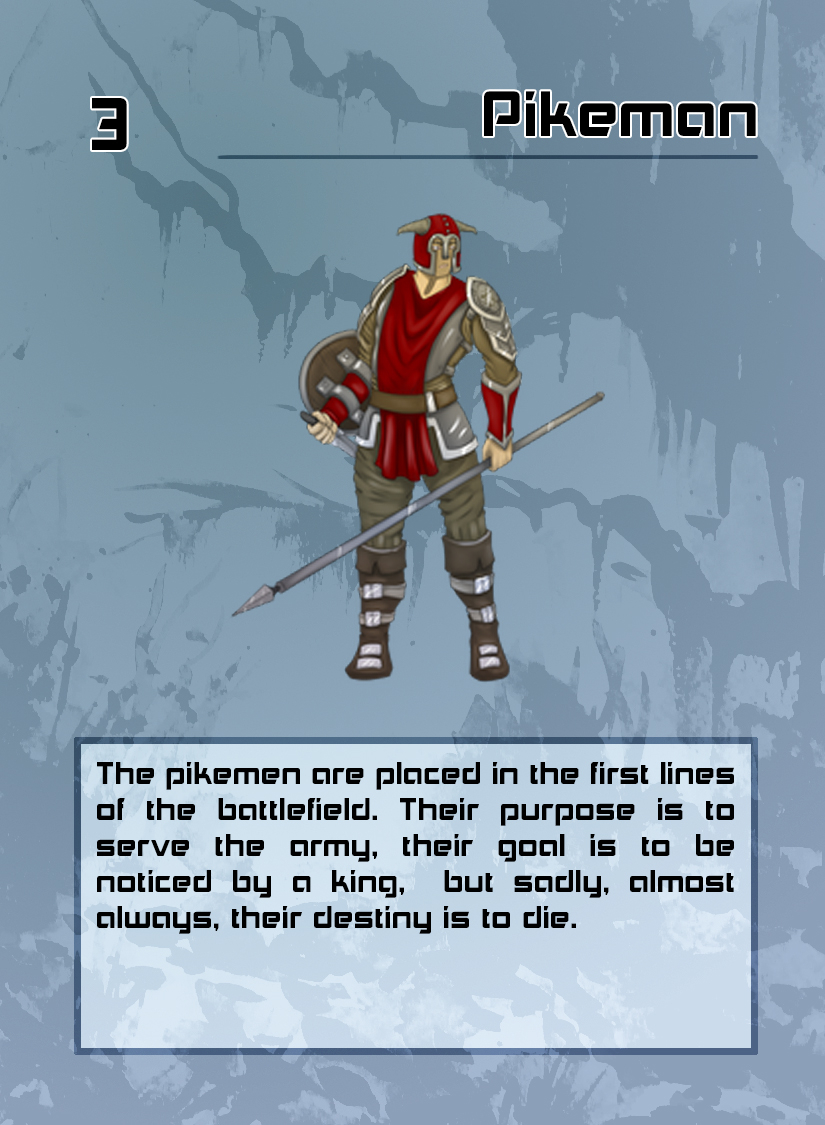 3
Pikeman
The pikemen are placed in the first lines
of the battlefield. Their purpose is to
serve the army, their goal is to be
noticed by a king, but sadly, almost
always, their destiny is to die.